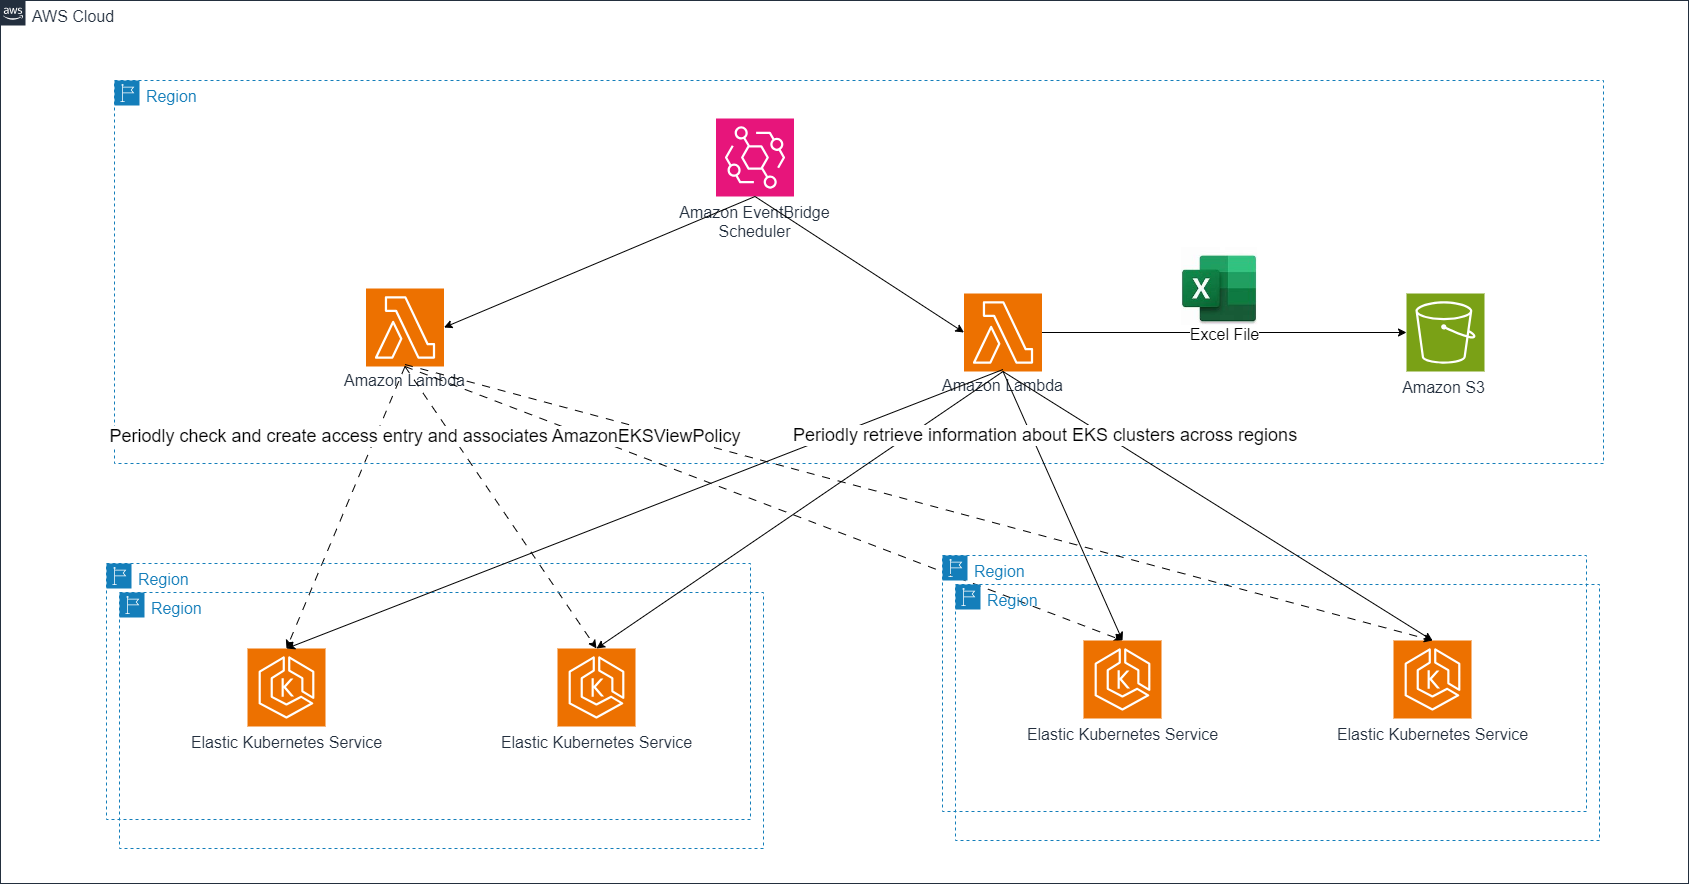 aws
AWS Cloud
Region
Amazon EventBridge
Scheduler
X
Excel File
Amazon Lambda
Amazon Lambda
Amazon S3
Periodly check and create access entry and associates AmazonEKSViewPolicy
Periodly retrieve information about EKS clusters across regions
Region
Region
Region
Region
K
K
K
K
Elastic Kubernetes Service
Elastic Kubernetes Service
Elastic Kubernetes Service
Elastic Kubernetes Service